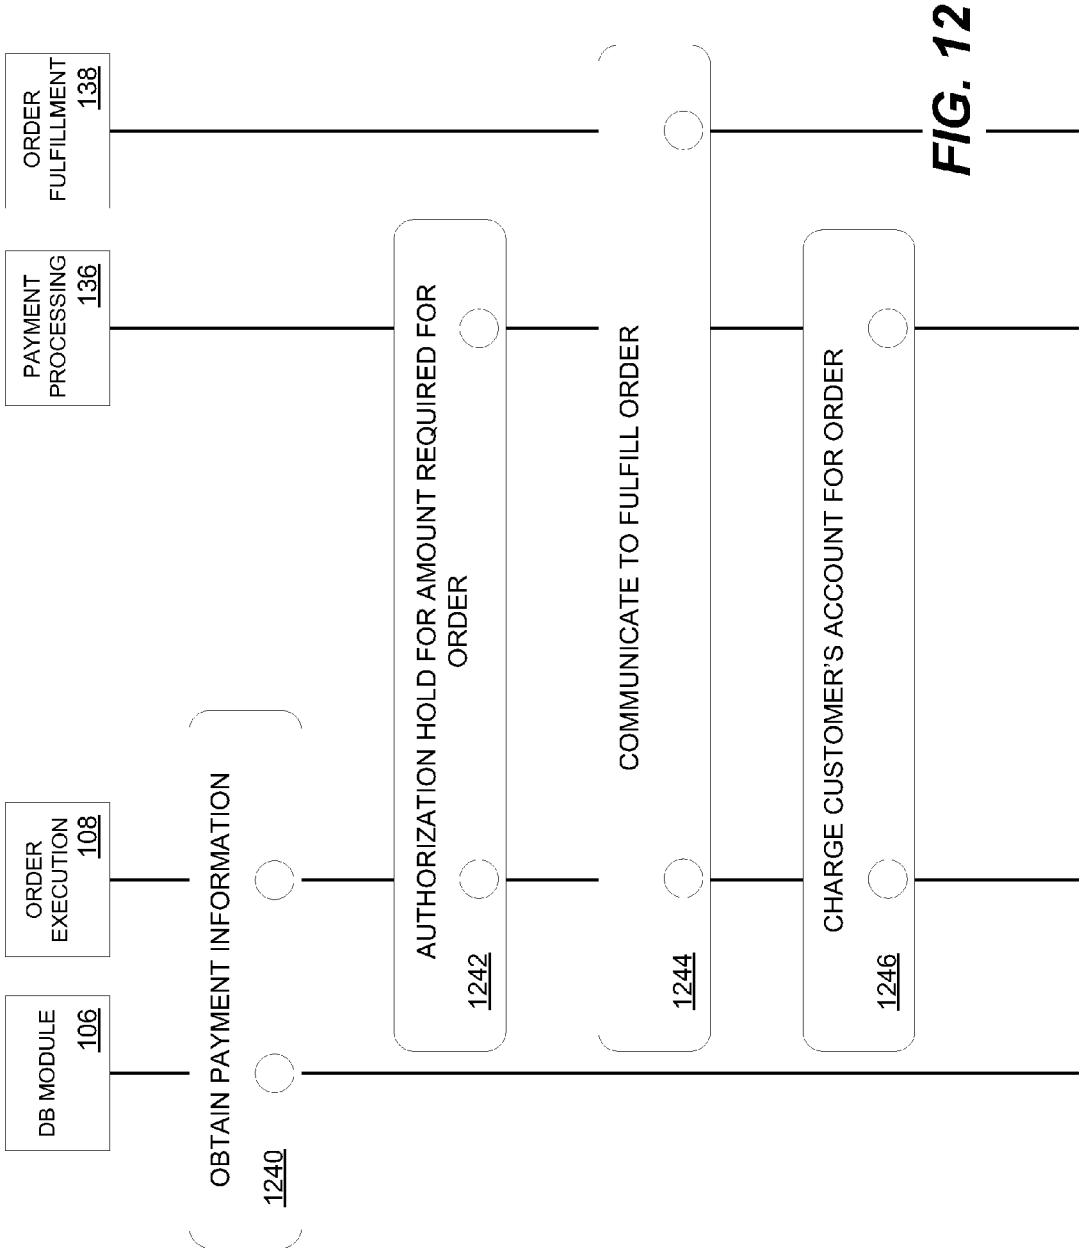 DB MODULE
106
ORDER
EXECUTION
108
PAYMENT
PROCESSING
136
ORDER
FULFILLMENT
138
OBTAIN PAYMENT INFORMATION
1240
AUTHORIZATION HOLD FOR AMOUNT REQUIRED FOR
ORDER
1242
COMMUNICATE TO FULFILL ORDER
1244
CHARGE CUSTOMER'S ACCOUNT FOR ORDER
1246
FIG. 12